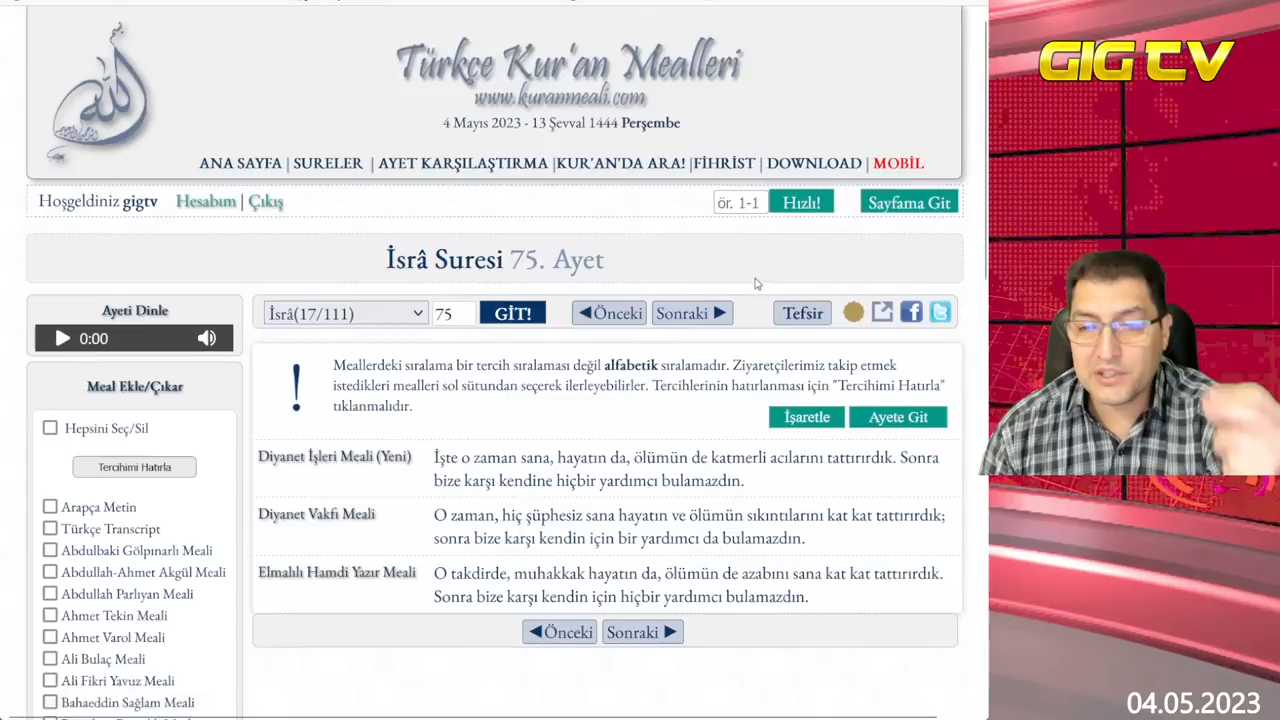 Türkçe Kur'an Mealleri
www.kuranmeali.com
4 Mayıs 2023 - 13 Şevval 1444 Perşembe
ANA SAYFA | SURELER | AYET KARŞILAŞTIRMA |KUR'AN'DA ARA! |FİHRİST | DOWNLOAD | MOBİL
Hoşgeldiniz gigtv Hesabım | Çıkış
ör. 1-1 Hızlı! Sayfama Git
İsrâ Suresi 75. Ayet
Ayeti Dinle
0:00
Meal Ekle/Çıkar
Hepsini Seç/Sil
Tercihimi Hatırla
Arapça Metin
Türkçe Transcript
Abdulbaki Gölpınarlı Meali
Abdullah-Ahmet Akgül Meali
Abdullah Parlıyan Meali
Ahmet Tekin Meali
Ahmet Varol Meali
Ali Bulaç Meali
Ali Fikri Yavuz Meali
Bahaeddin Sağlam Meali
İsrâ(17/111) 75 GİT! Önceki Sonraki Tefsir
! Meallerdeki sıralama bir tercih sıralaması değil alfabetik sıralamadır. Ziyaretçilerimiz takip etmek
istedikleri mealleri sol sütundan seçerek ilerleyebilirler. Tercihlerinin hatırlanması için "Tercihimi Hatırla"
tıklanmalıdır.
İşaretle Ayete Git
Diyanet İşleri Meali (Yeni) İşte o zaman sana, hayatın da, ölümün de katmerli acılarını tattırırdık. Sonra
bize karşı kendine hiçbir yardımcı bulamazdın.
Diyanet Vakfı Meali O zaman, hiç şüphesiz sana hayatın ve ölümün sıkıntılarını kat kat tattırırdık;
sonra bize karşı kendin için bir yardımcı da bulamazdın.
Elmalılı Hamdi Yazır Meali O takdirde, muhakkak hayatın da, ölümün de azabını sana kat kat tattırırdık.
Sonra bize karşı kendin için hiçbir yardımcı bulamazdın.
Önceki Sonraki
GIG TV
04.05.2023